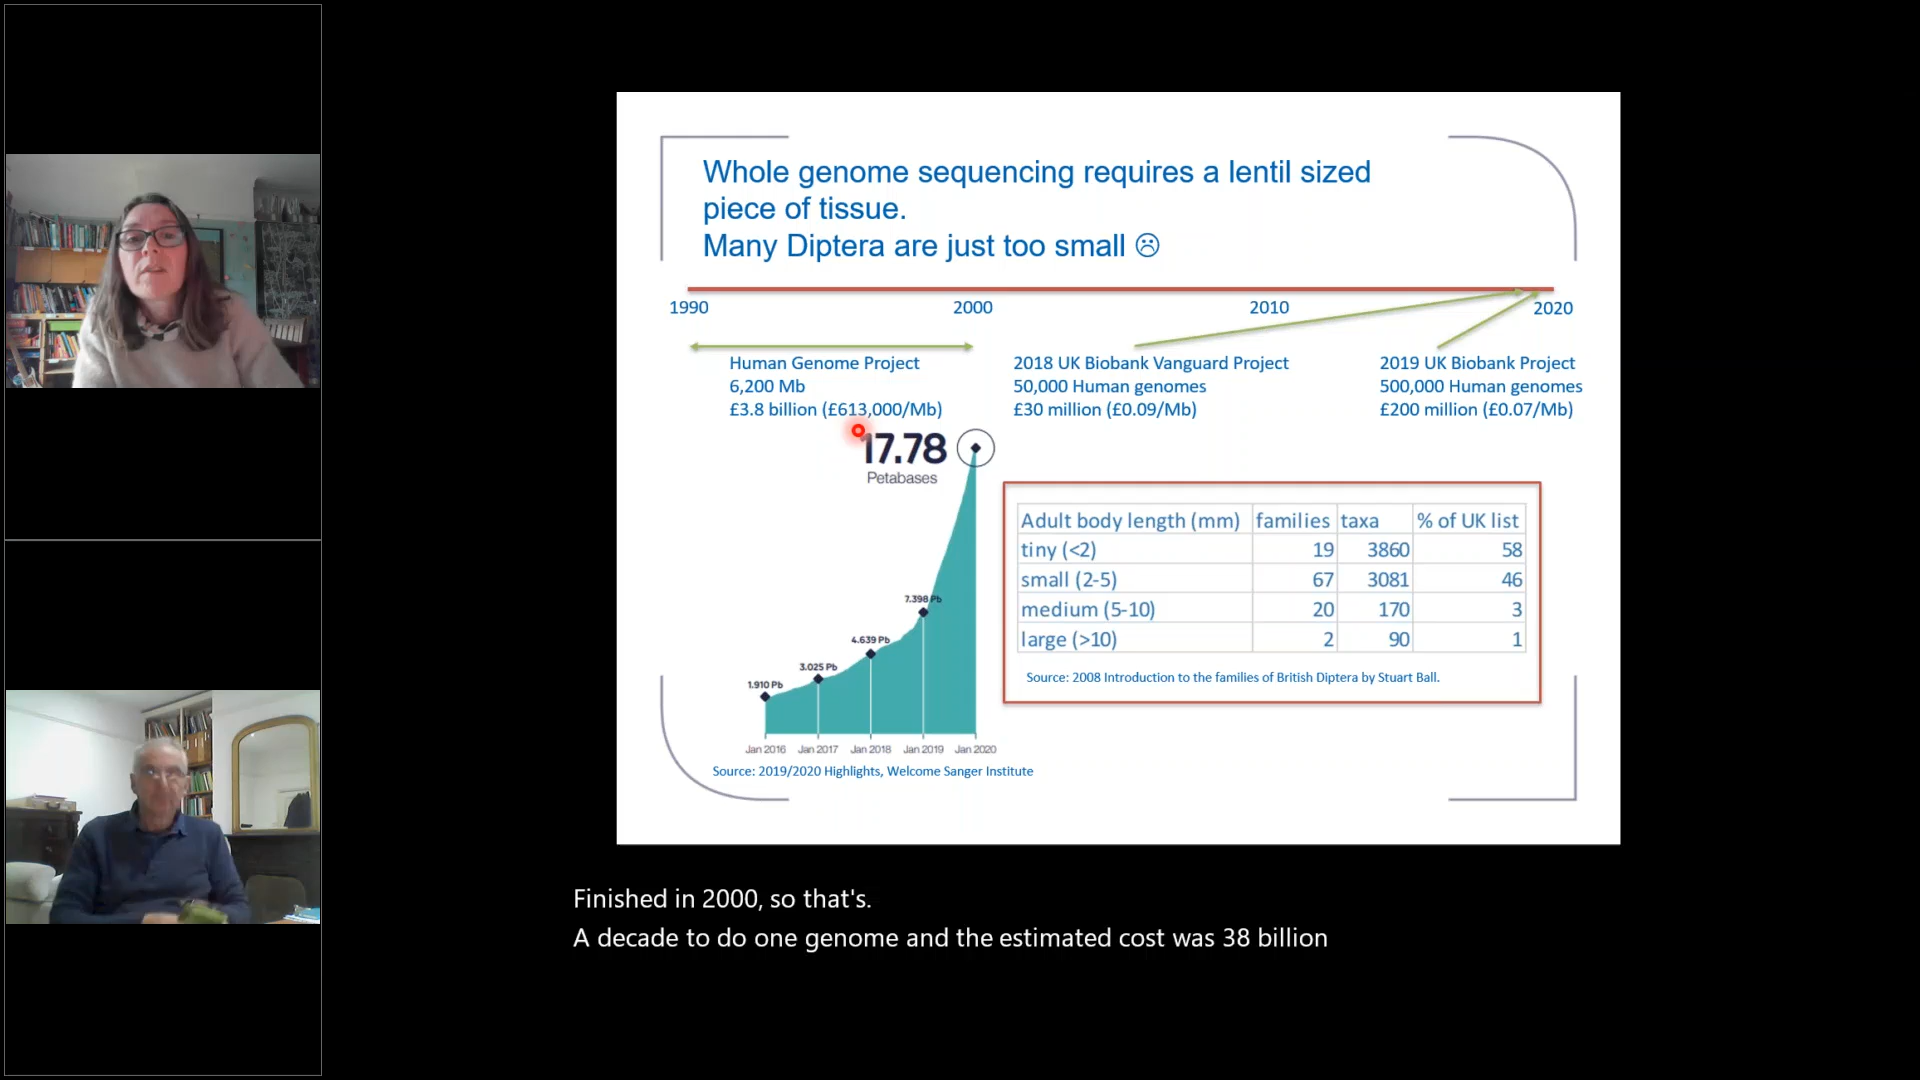 Whole genome sequencing requires a lentil sized
piece of tissue.
Many Diptera are just too small ☹
1990 2000 2010 2020
Human Genome Project
6,200 Mb
£3.8 billion (£613,000/Mb)
2018 UK Biobank Vanguard Project
50,000 Human genomes
£30 million (£0.09/Mb)
2019 UK Biobank Project
500,000 Human genomes
£200 million (£0.07/Mb)
17.78
Petabases
7.398 Pb
4.639 Pb
3.025 Pb
1.910 Pb
Jan 2016 Jan 2017 Jan 2018 Jan 2019 Jan 2020
Source: 2019/2020 Highlights, Welcome Sanger Institute
Adult body length (mm) families taxa % of UK list
tiny (<2) 19 3860 58
small (2-5) 67 3081 46
medium (5-10) 20 170 3
large (>10) 2 90 1
Source: 2008 Introduction to the families of British Diptera by Stuart Ball.
Finished in 2000, so that's.
A decade to do one genome and the estimated cost was 38 billion